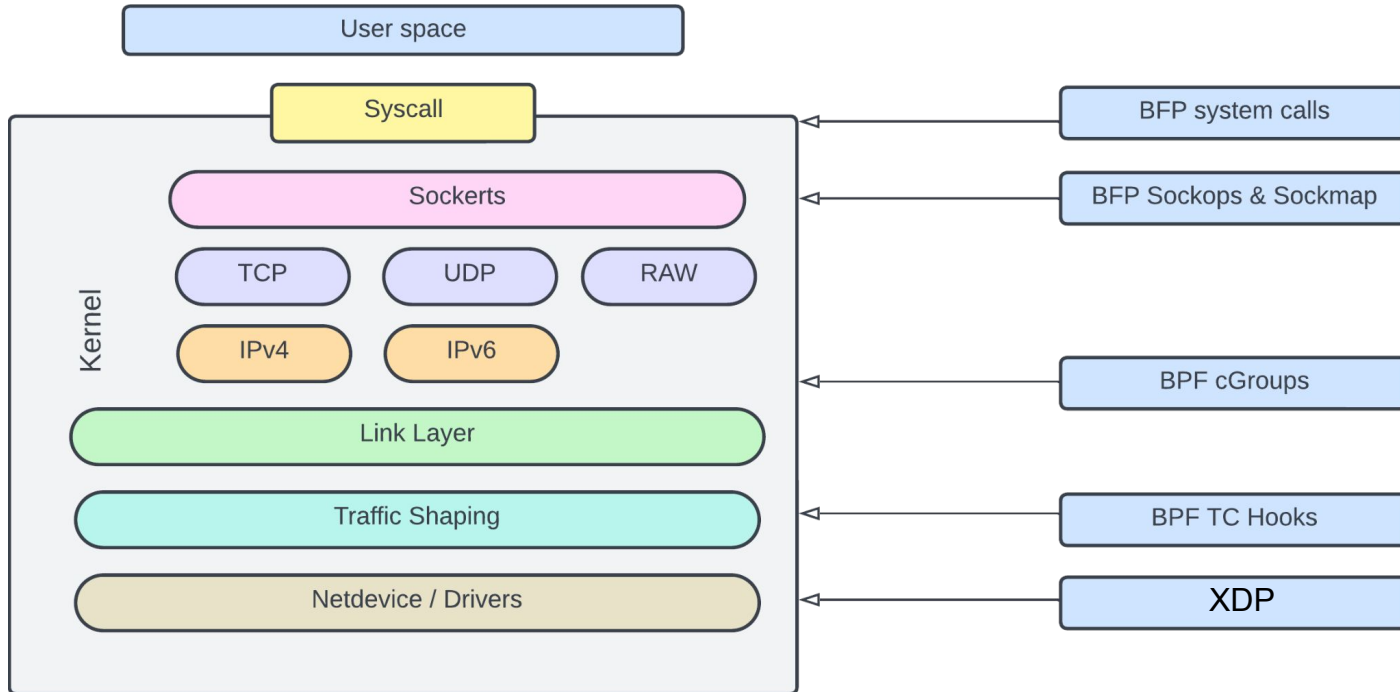 User space
Syscall
BFP system calls
Sockerts
BFP Sockops & Sockmap
TCP
UDP
RAW
Kernel
IPv4
IPv6
BPF cGroups
Link Layer
Traffic Shaping
BPF TC Hooks
Netdevice / Drivers
XDP